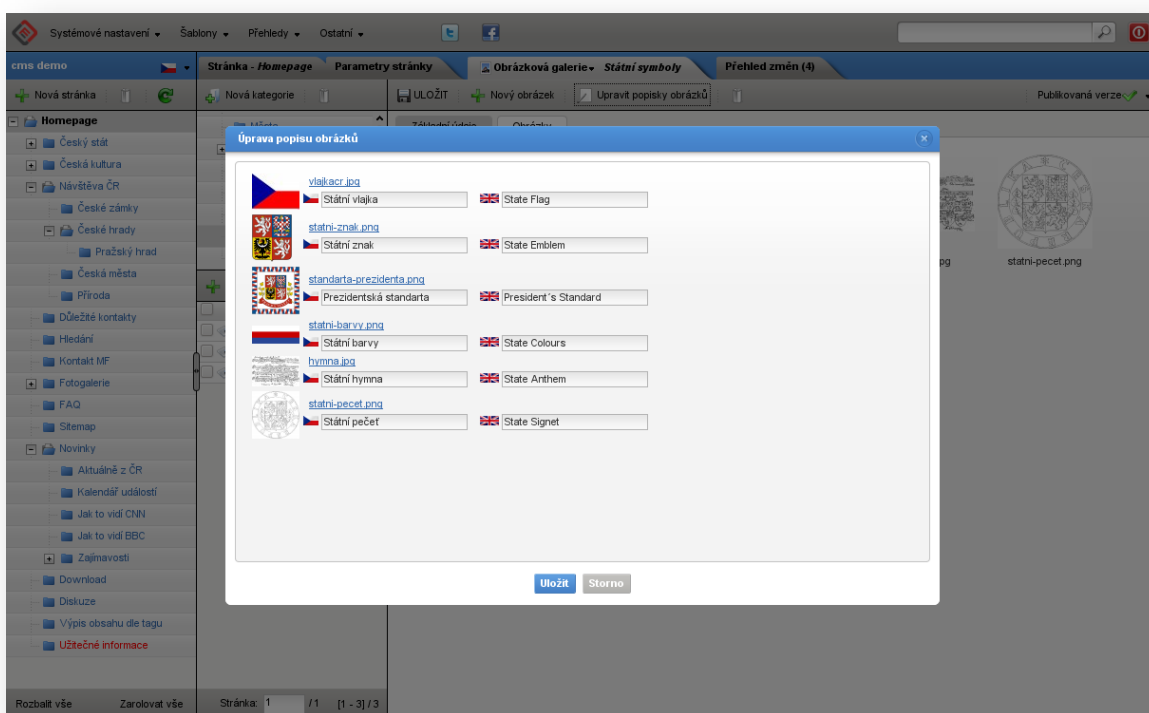 Systémové nastavení Šablony Přehledy Ostatní
cms demo
Stránka - Homepage Parametry stránky Obrázková galerie Státní symboly Přehled změn (4)
Nová stránka
Nová kategorie
ULOŽIT Nový obrázek Upravit popisky obrázků
Publikovaná verze
Homepage
Český stát
Česká kultura
Návštěva ČR
České zámky
České hrady
Pražský hrad
Česká města
Příroda
Důležité kontakty
Hledání
Kontakt MF
Fotogalerie
FAQ
Sitemap
Novinky
Aktuálně z ČR
Kalendář událostí
Jak to vidí CNN
Jak to vidí BBC
Zajímavosti
Download
Diskuze
Výpis obsahu dle tagu
Užitečné informace
Rozbalit vše Zarolovat vše
Stránka: 1 /1 [1 - 3] / 3
Úprava popisu obrázků
vlajkacr.jpg
Státní vlajka State Flag
statni-znak.png
Státní znak State Emblem
standarta-prezidenta.png
Prezidentská standarta President´s Standard
statni-barvy.png
Státní barvy State Colours
hymna.jpg
Státní hymna State Anthem
statni-pecet.png
Státní pečeť State Signet
Uložit Storno
statni-pecet.png